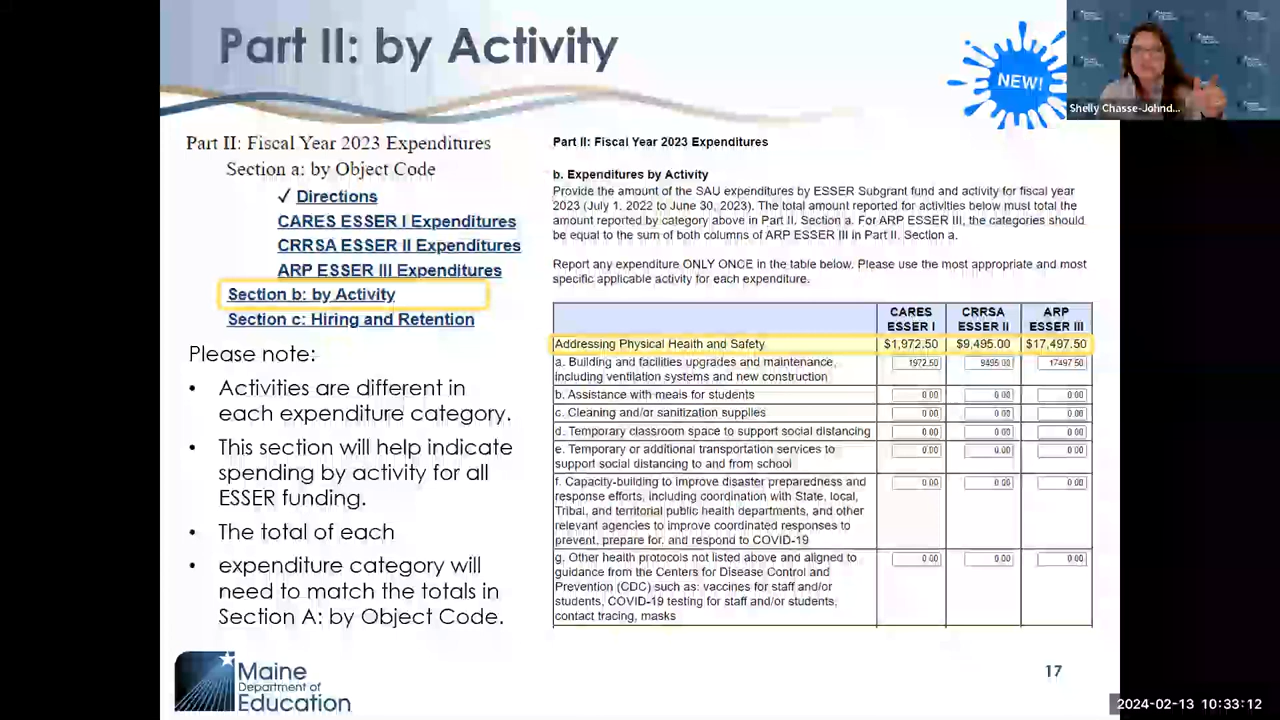 Part II: by Activity
NEW!
Shelly Chasse-Johnd...
Part II: Fiscal Year 2023 Expenditures
Section a: by Object Code
✓ Directions
CARES ESSER I Expenditures
CRRSA ESSER II Expenditures
ARP ESSER III Expenditures
Section b: by Activity
Section c: Hiring and Retention
Please note:
• Activities are different in
each expenditure category.
• This section will help indicate
spending by activity for all
ESSER funding.
• The total of each
• expenditure category will
need to match the totals in
Section A: by Object Code.
Part II: Fiscal Year 2023 Expenditures
b. Expenditures by Activity
Provide the amount of the SAU expenditures by ESSER Subgrant fund and activity for fiscal year
2023 (July 1, 2022 to June 30, 2023). The total amount reported for activities below must total the
amount reported by category above in Part II. Section a. For ARP ESSER III, the categories should
be equal to the sum of both columns of ARP ESSER III in Part II. Section a.
Report any expenditure ONLY ONCE in the table below. Please use the most appropriate and most
specific applicable activity for each expenditure.
CARES CRRSA ARP
ESSER I ESSER II ESSER III
Addressing Physical Health and Safety $1,972.50 $9,495.00 $17,497.50
a. Building and facilities upgrades and maintenance, 1972.50 9495.00 17497.50
including ventilation systems and new construction
b. Assistance with meals for students 0.00 0.00 0.00
c. Cleaning and/or sanitization supplies 0.00 0.00 0.00
d. Temporary classroom space to support social distancing 0.00 0.00 0.00
e. Temporary or additional transportation services to 0.00 0.00 0.00
support social distancing to and from school
f. Capacity-building to improve disaster preparedness and 0.00 0.00 0.00
response efforts, including coordination with State, local,
Tribal, and territorial public health departments, and other
relevant agencies to improve coordinated responses to
prevent, prepare for, and respond to COVID-19
g. Other health protocols not listed above and aligned to 0.00 0.00 0.00
guidance from the Centers for Disease Control and
Prevention (CDC) such as: vaccines for staff and/or
students, COVID-19 testing for staff and/or students,
contact tracing, masks
Maine
Department of
Education
17
2024-02-13 10:33:12